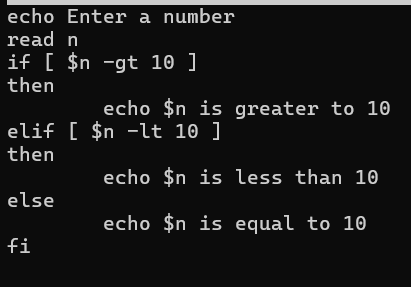 echo Enter a number
read n
if [ $n -gt 10 ]
then
        echo $n is greater to 10
elif [ $n -lt 10 ]
then
        echo $n is less than 10
else
        echo $n is equal to 10
fi